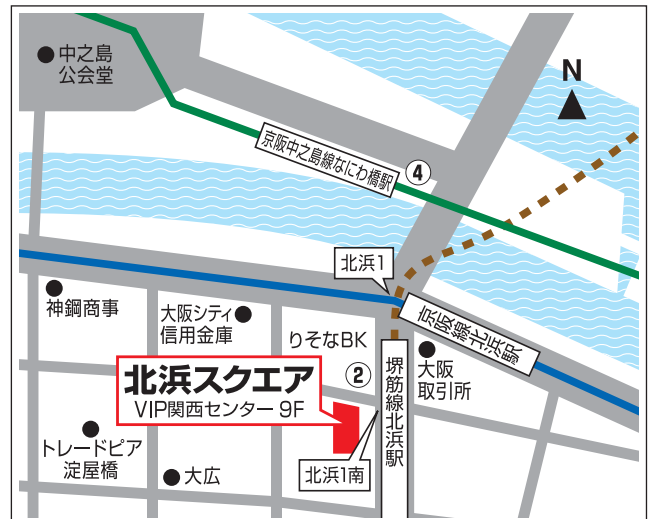 中之島
公会堂
N
京阪中之島線なにわ橋駅
④
北浜1
神鋼商事
大阪シティ
信用金庫
りそなBK
京阪線北浜駅
北浜スクエア
VIP関西センター 9F
②
堺筋線北浜駅
大阪
取引所
トレードピア
淀屋橋
大広
北浜1南